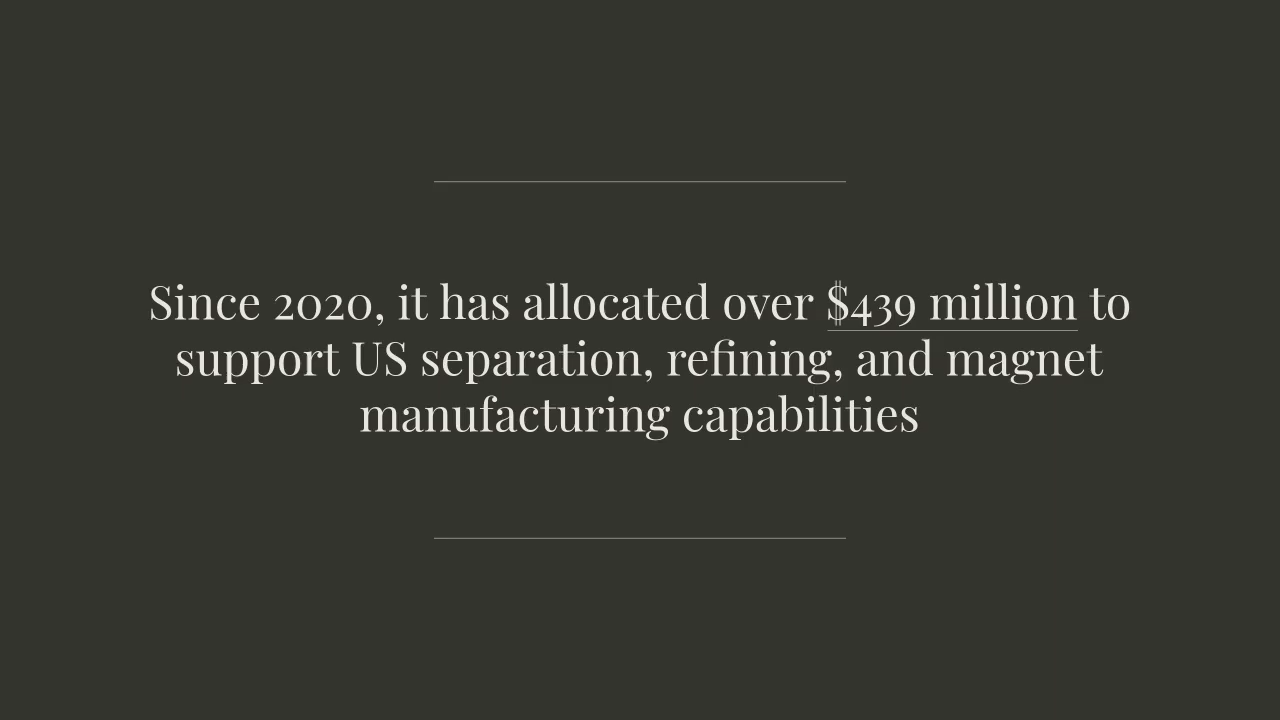 Since 2020, it has allocated over $439 million to
support US separation, refining, and magnet
manufacturing capabilities